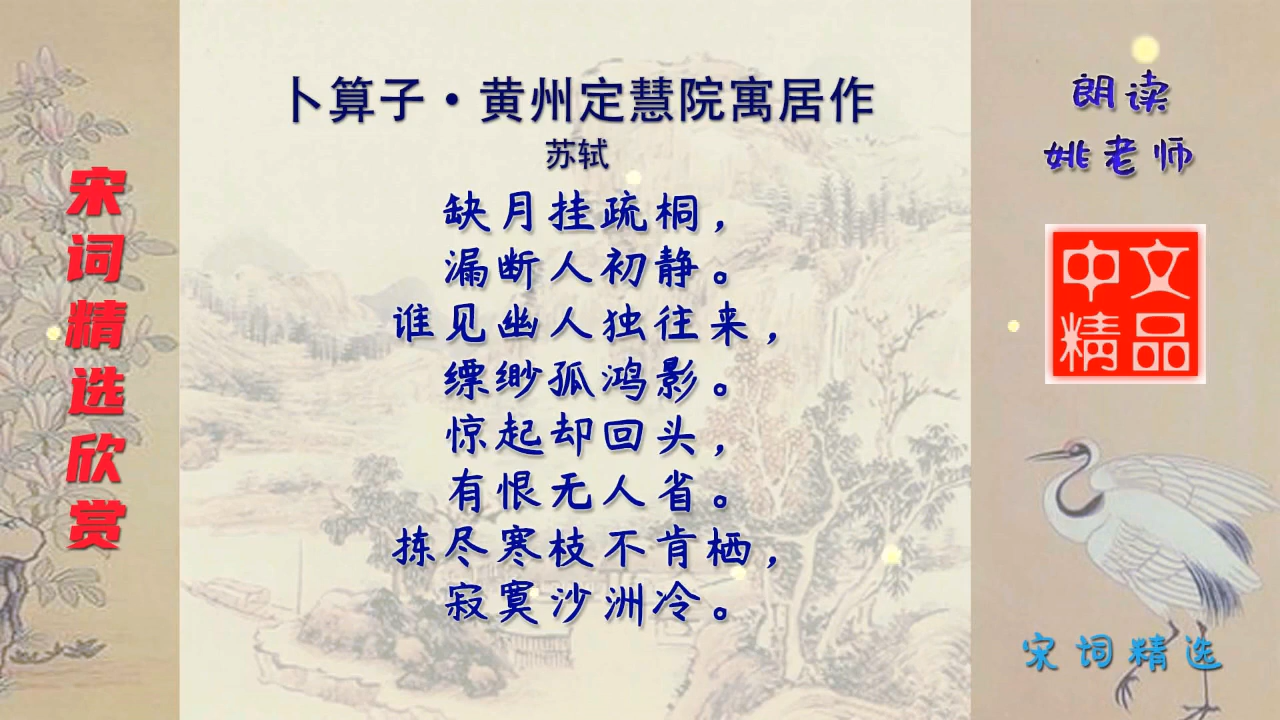 卜算子·黄州定慧院寓居作
苏轼
缺月挂疏桐，
漏断人初静。
谁见幽人独往来，
缥缈孤鸿影。
惊起却回头，
有恨无人省。
拣尽寒枝不肯栖，
寂寞沙洲冷。
宋词精选欣赏
朗读
姚老师
中文
精品
宋词精选